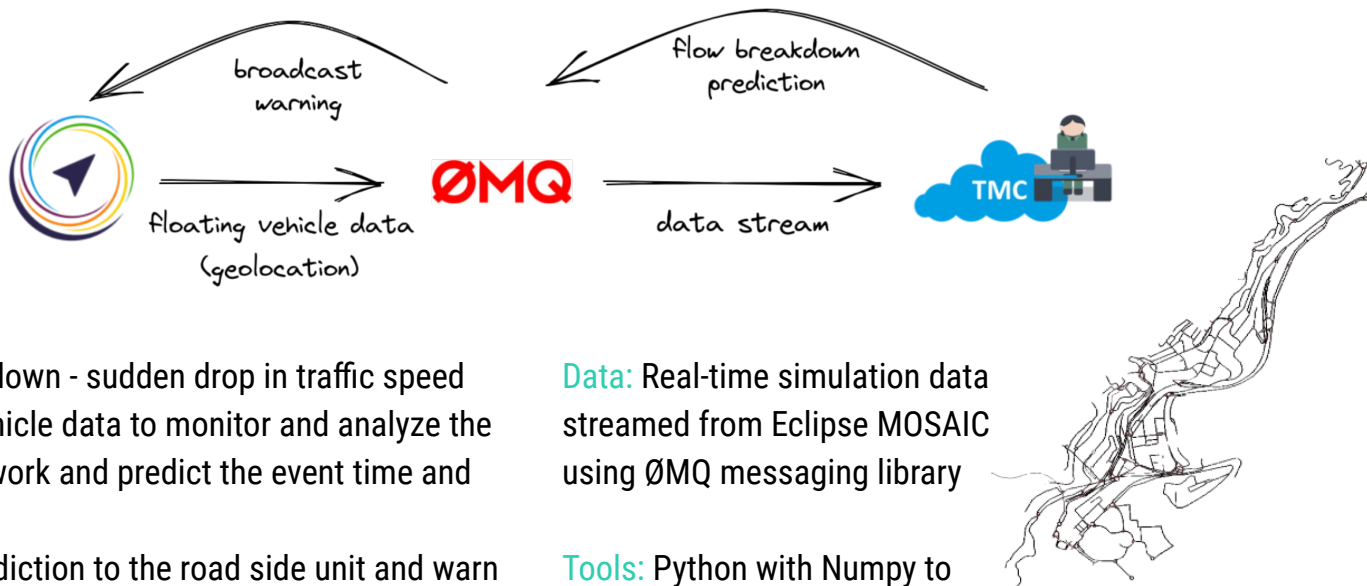 broadcast
warning
flow breakdown
prediction
ØMQ
TMC
floating vehicle data
(geolocation)
data stream
down - sudden drop in traffic speed
hicle data to monitor and analyze the
work and predict the event time and
diction to the road side unit and warn
Data: Real-time simulation data
streamed from Eclipse MOSAIC
using ØMQ messaging library
Tools: Python with Numpy to